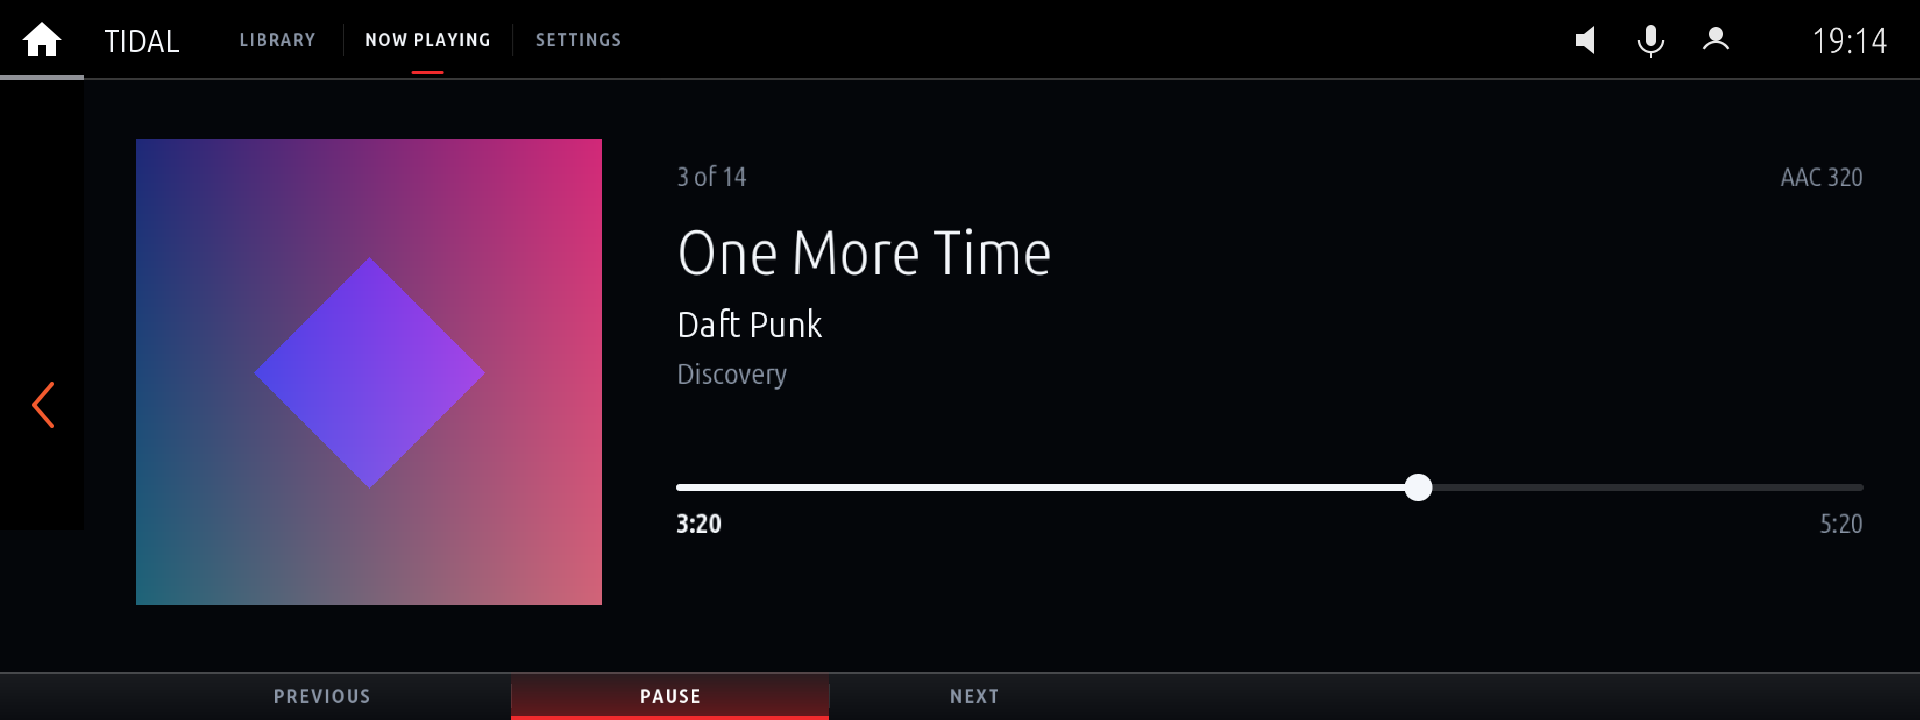 TIDAL
LIBRARY
NOW PLAYING
SETTINGS
19:14
3 of 14
AAC 320
One More Time
Daft Punk
Discovery
3:20
5:20
PREVIOUS
PAUSE
NEXT